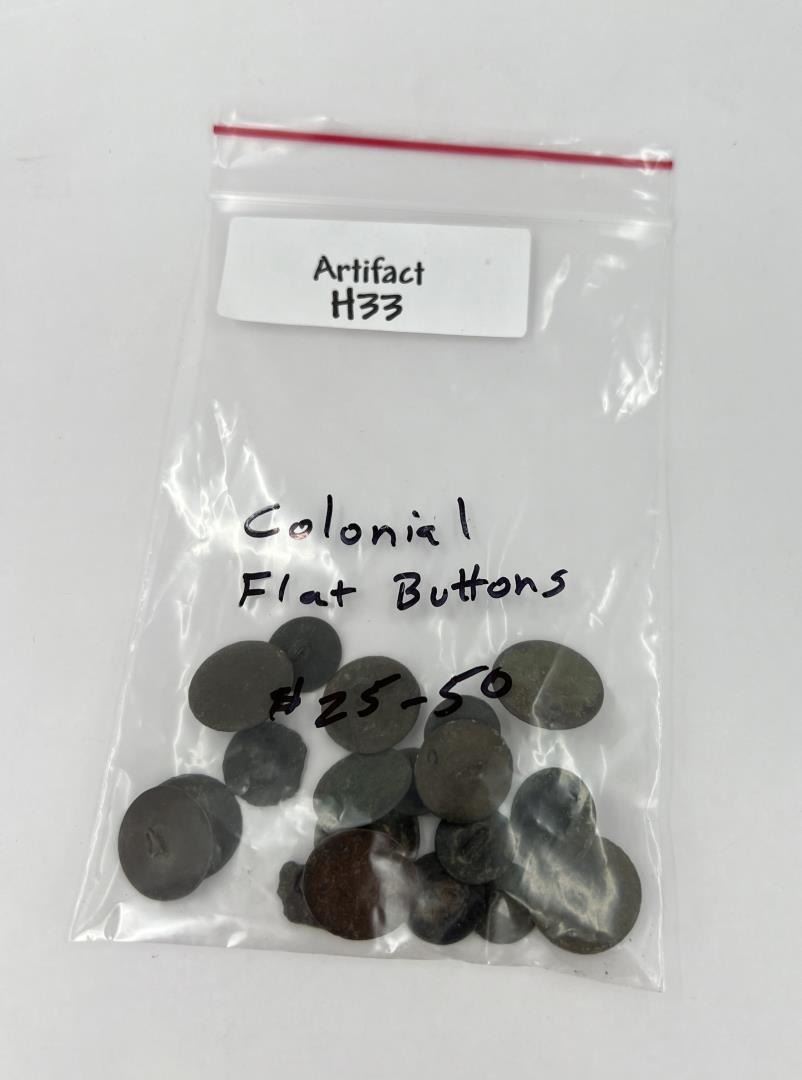 Artifact
H33
Colonial
Flat Buttons
$25-50